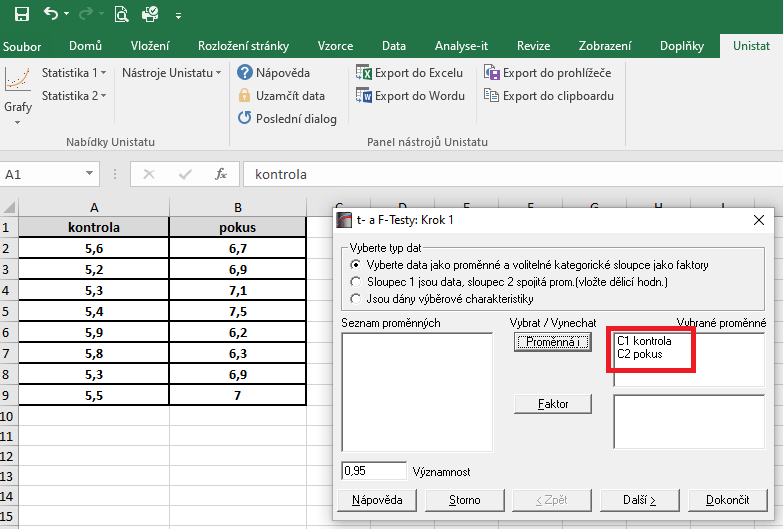 Soubor Domů Vložení Rozložení stránky Vzorce Data Analyse-it Revize Zobrazení Doplňky Unistat
Grafy
Statistika 1 Nástroje Unistatu
Statistika 2
Nabídky Unistatu
Nápověda Export do Excelu Export do prohlížeče
Uzamčít data Export do Wordu Export do clipboardu
Poslední dialog
Panel nástrojů Unistatu
A1 fx kontrola
A B
1 kontrola pokus
2 5,6 6,7
3 5,2 6,9
4 5,3 7,1
5 5,4 7,5
6 5,9 6,2
7 5,8 6,3
8 5,3 6,9
9 5,5 7
10
11
12
13
14
15
t- a F-Testy: Krok 1
Vyberte typ dat
Vyberte data jako proměnné a volitelné kategorické sloupce jako faktory
Sloupec 1 jsou data, sloupec 2 spojitá prom.(vložte dělicí hodn.)
Jsou dány výběrové charakteristiky
Seznam proměnných Vybrat / Vynechat Vybrané proměnné
Proměnná i
C1 kontrola
C2 pokus
Faktor
0,95 Významnost
Nápověda Storno < Zpět Další > Dokončit